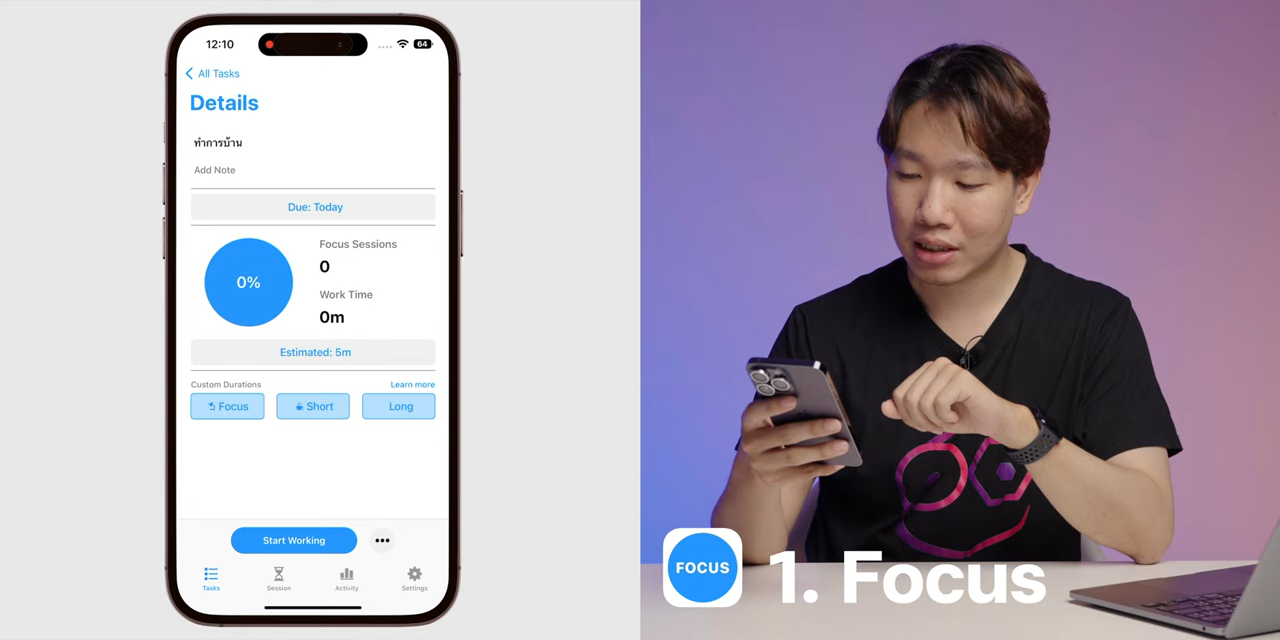 12:10
64
All Tasks
Details
ทำการบ้าน
Add Note
Due: Today
0%
Focus Sessions
0
Work Time
0m
Estimated: 5m
Custom Durations
Learn more
Focus
Short
Long
Start Working
Tasks
Session
Activity
Settings
FOCUS
1. Focus